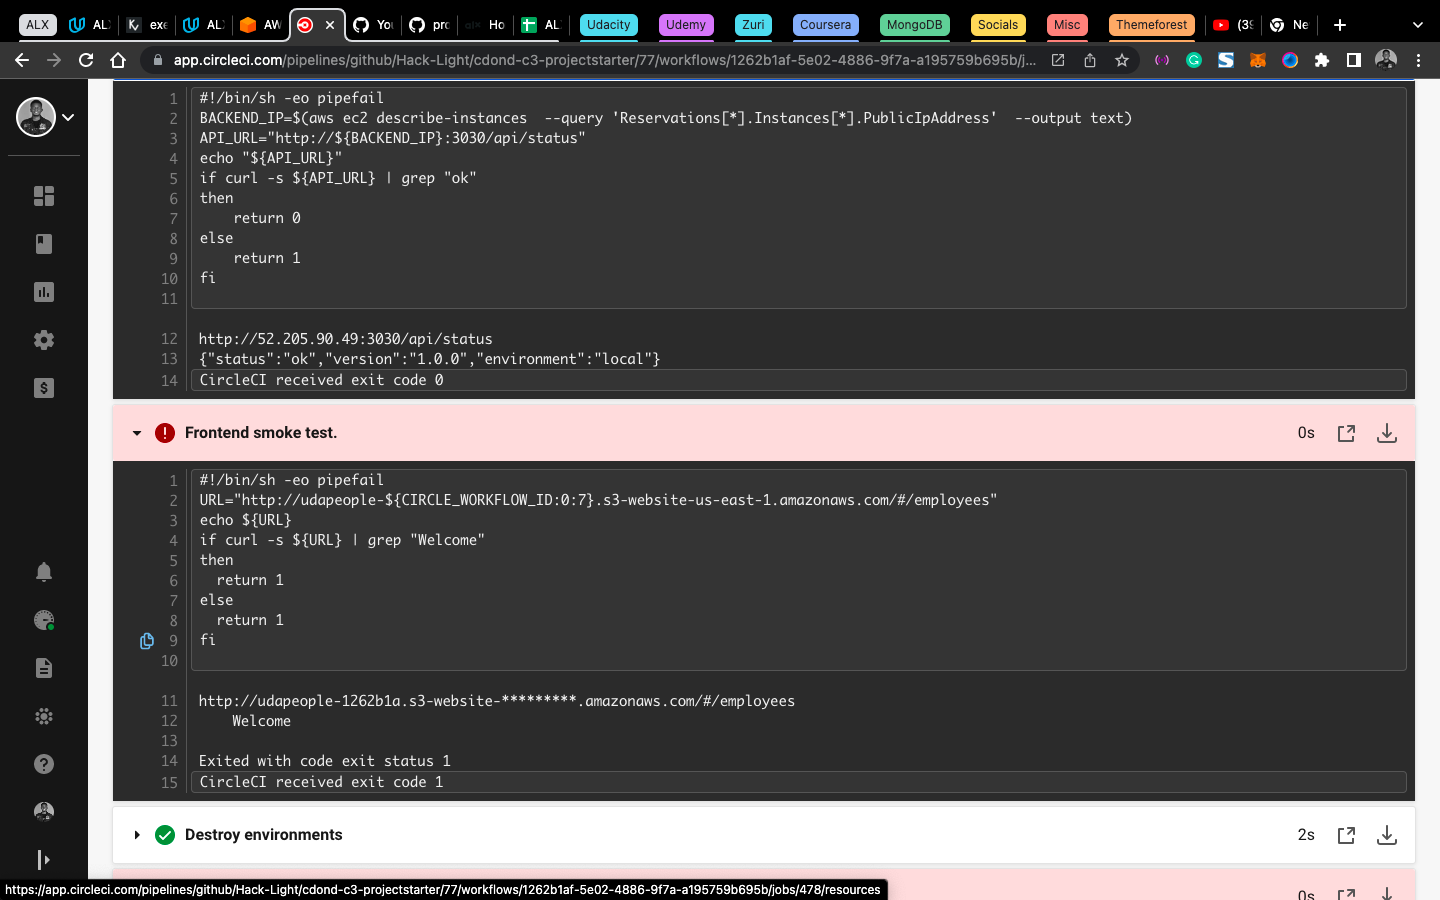 ALX
AL
exe
AL
AW
You
pro
Ho
AL
Udacity
Udemy
Zuri
Coursera
MongoDB
Socials
Misc
Themeforest
(39
Ne
app.circleci.com/pipelines/github/Hack-Light/cdond-c3-projectstarter/77/workflows/1262b1af-5e02-4886-9f7a-a195759b695b/j...
1 #!/bin/sh -eo pipefail
2 BACKEND_IP=$(aws ec2 describe-instances  --query 'Reservations[*].Instances[*].PublicIpAddress'  --output text)
3 API_URL="http://${BACKEND_IP}:3030/api/status"
4 echo "${API_URL}"
5 if curl -s ${API_URL} | grep "ok"
6 then
7     return 0
8 else
9     return 1
10 fi
11
12 http://52.205.90.49:3030/api/status
13 {"status":"ok","version":"1.0.0","environment":"local"}
14 CircleCI received exit code 0
Frontend smoke test.
0s
1 #!/bin/sh -eo pipefail
2 URL="http://udapeople-${CIRCLE_WORKFLOW_ID:0:7}.s3-website-us-east-1.amazonaws.com/#/employees"
3 echo ${URL}
4 if curl -s ${URL} | grep "Welcome"
5 then
6   return 1
7 else
8   return 1
9 fi
10
11 http://udapeople-1262b1a.s3-website-*********.amazonaws.com/#/employees
12     Welcome
13
14 Exited with code exit status 1
15 CircleCI received exit code 1
Destroy environments
2s
0s
https://app.circleci.com/pipelines/github/Hack-Light/cdond-c3-projectstarter/77/workflows/1262b1af-5e02-4886-9f7a-a195759b695b/jobs/478/resources